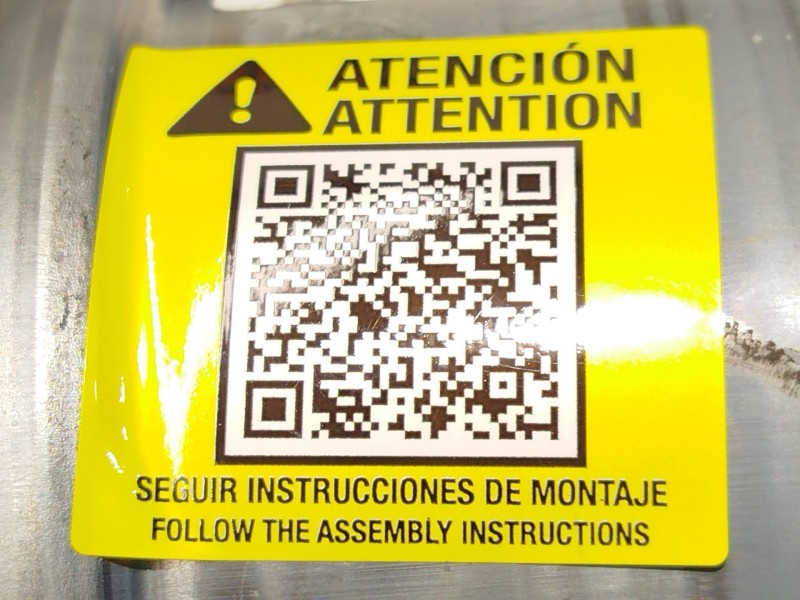 ATENCIÓN
ATTENTION
SEGUIR INSTRUCCIONES DE MONTAJE
FOLLOW THE ASSEMBLY INSTRUCTIONS